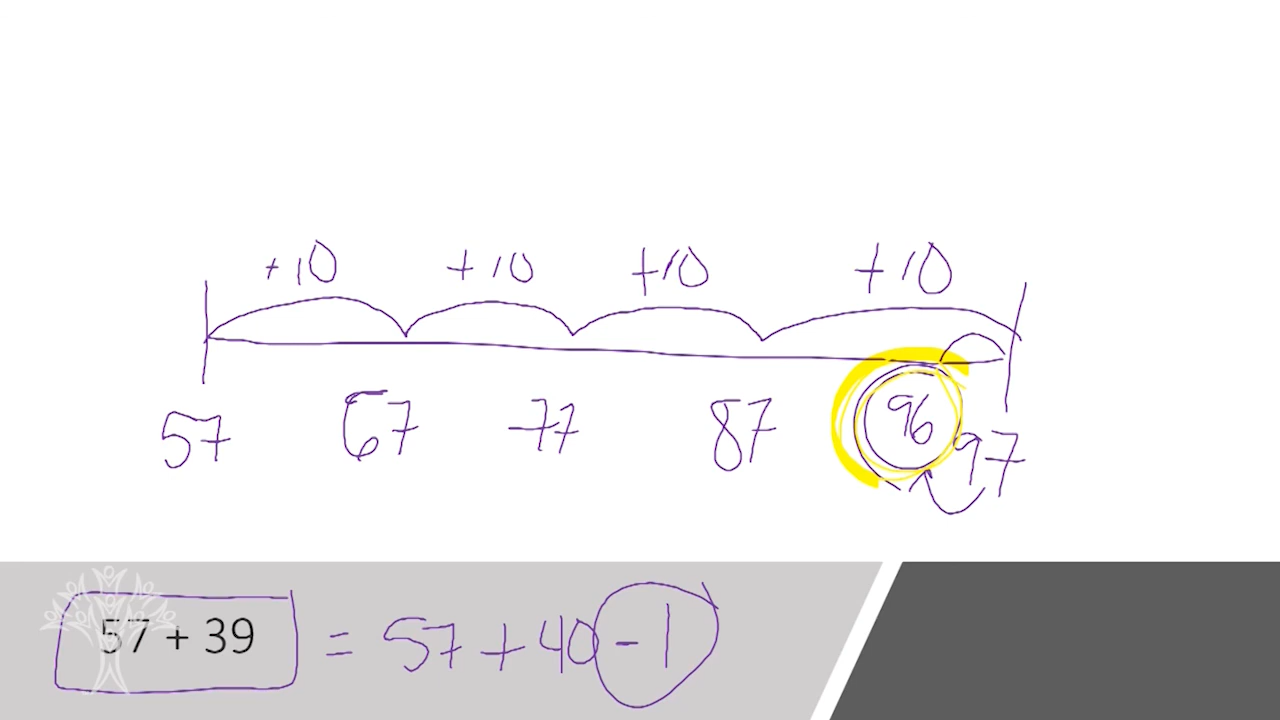 +10 +10 +10 +10
57 67 77 87 96 97
57 + 39 = 57 + 40 - 1